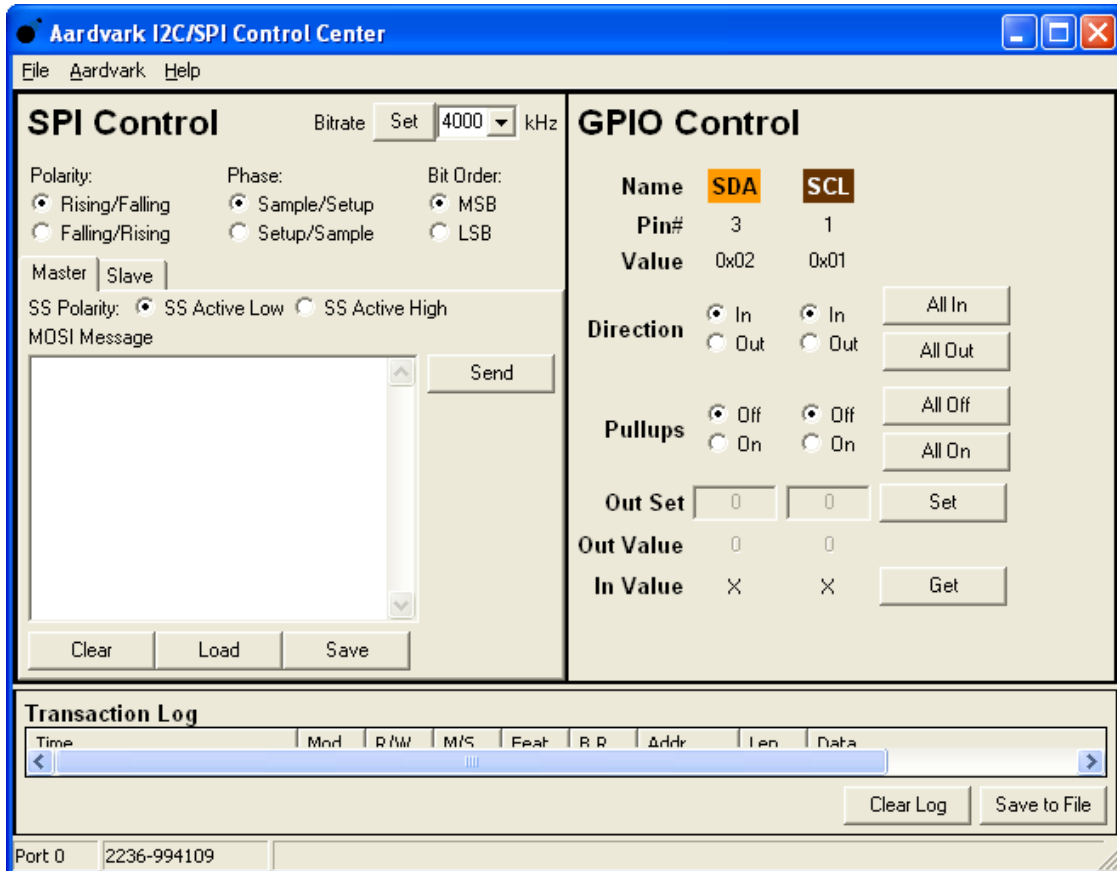 Aardvark I2C/SPI Control Center
File Aardvark Help
SPI Control
Bitrate Set 4000 kHz
Polarity: Phase: Bit Order:
Rising/Falling Sample/Setup MSB
Falling/Rising Setup/Sample LSB
Master Slave
SS Polarity: SS Active Low SS Active High
MOSI Message
Send
Clear Load Save
GPIO Control
Name SDA SCL
Pin# 3 1
Value 0x02 0x01
Direction In In All In
Out Out All Out
Pullups Off Off All Off
On On All On
Out Set 0 0 Set
Out Value 0 0
In Value X X Get
Transaction Log
Time Mod R/W M/S Feat B.R. Addr Len Data
Clear Log Save to File
Port 0 2236-994109